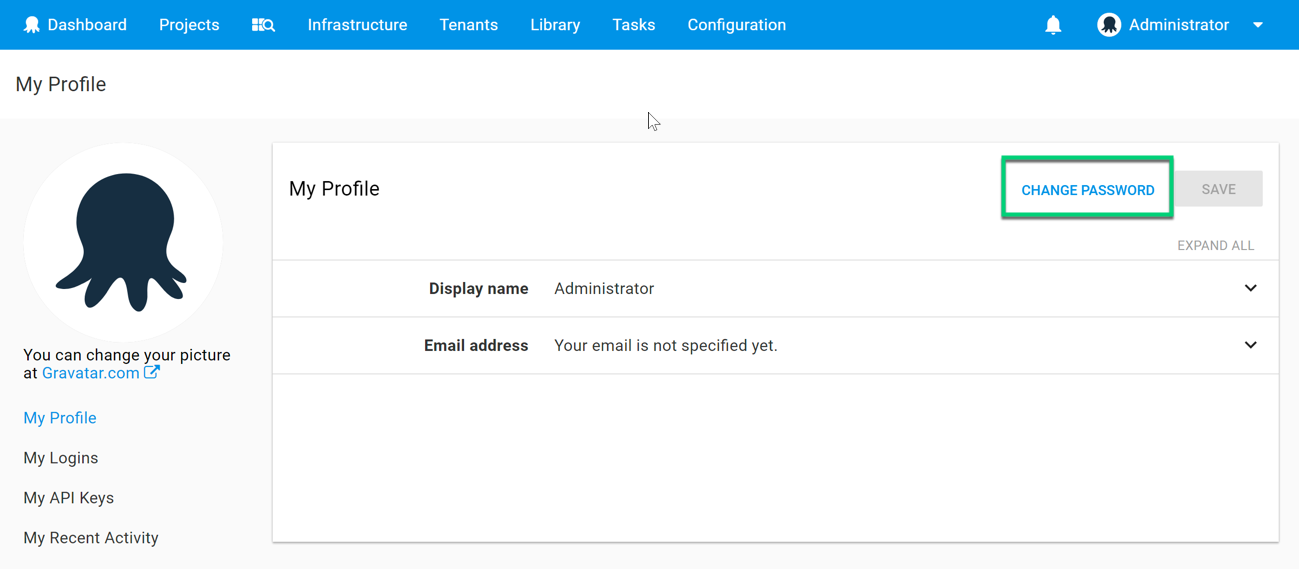 Dashboard Projects Infrastructure Tenants Library Tasks Configuration Administrator
My Profile
My Profile CHANGE PASSWORD SAVE
EXPAND ALL
Display name Administrator
Email address Your email is not specified yet.
You can change your picture
at Gravatar.com
My Profile
My Logins
My API Keys
My Recent Activity